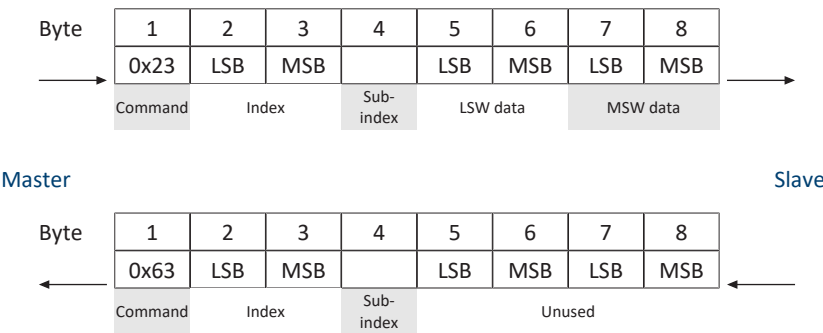 Byte 1 2 3 4 5 6 7 8
0x23 LSB MSB LSB MSB LSB MSB
Command Index Sub-index LSW data MSW data
Master Slave
Byte 1 2 3 4 5 6 7 8
0x63 LSB MSB LSB MSB LSB MSB
Command Index Sub-index Unused